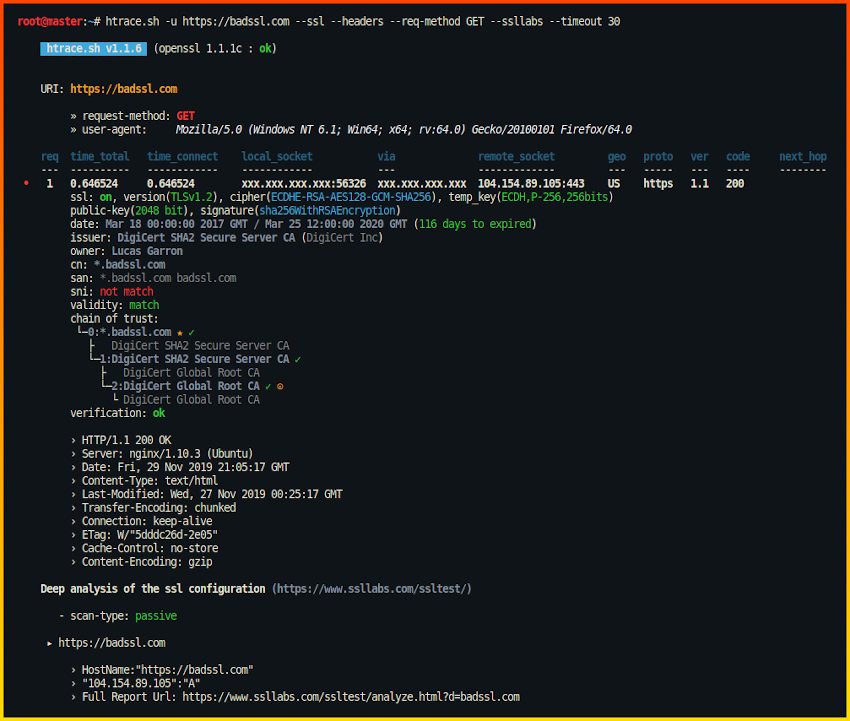 root@master:~# htrace.sh -u https://badssl.com --ssl --headers --req-method GET --ssllabs --timeout 30
htrace.sh v1.1.6 (openssl 1.1.1c : ok)
URI: https://badssl.com
» request-method: GET
» user-agent: Mozilla/5.0 (Windows NT 6.1; Win64; x64; rv:64.0) Gecko/20100101 Firefox/64.0
req time_total time_connect local_socket via remote_socket geo proto ver code next_hop
--- ---------- ------------ ------------ --- ------------- --- ----- --- ---- --------
• 1 0.646524 0.646524 xxx.xxx.xxx.xxx:56326 xxx.xxx.xxx.xxx 104.154.89.105:443 US https 1.1 200
ssl: on, version(TLSv1.2), cipher(ECDHE-RSA-AES128-GCM-SHA256), temp_key(ECDH,P-256,256bits)
public-key(2048 bit), signature(sha256WithRSAEncryption)
date: Mar 18 00:00:00 2017 GMT / Mar 25 12:00:00 2020 GMT (116 days to expired)
issuer: DigiCert SHA2 Secure Server CA (DigiCert Inc)
owner: Lucas Garron
cn: *.badssl.com
san: *.badssl.com badssl.com
sni: not match
validity: match
chain of trust:
└─0:*.badssl.com ★ ✓
├ DigiCert SHA2 Secure Server CA
└─1:DigiCert SHA2 Secure Server CA ✓
├ DigiCert Global Root CA
└─2:DigiCert Global Root CA ✓ ⊙
└ DigiCert Global Root CA
verification: ok
› HTTP/1.1 200 OK
› Server: nginx/1.10.3 (Ubuntu)
› Date: Fri, 29 Nov 2019 21:05:17 GMT
› Content-Type: text/html
› Last-Modified: Wed, 27 Nov 2019 00:25:17 GMT
› Transfer-Encoding: chunked
› Connection: keep-alive
› ETag: W/"5dddc26d-2e05"
› Cache-Control: no-store
› Content-Encoding: gzip
Deep analysis of the ssl configuration (https://www.ssllabs.com/ssltest/)
- scan-type: passive
▸ https://badssl.com
› HostName:"https://badssl.com"
› "104.154.89.105":"A"
› Full Report Url: https://www.ssllabs.com/ssltest/analyze.html?d=badssl.com